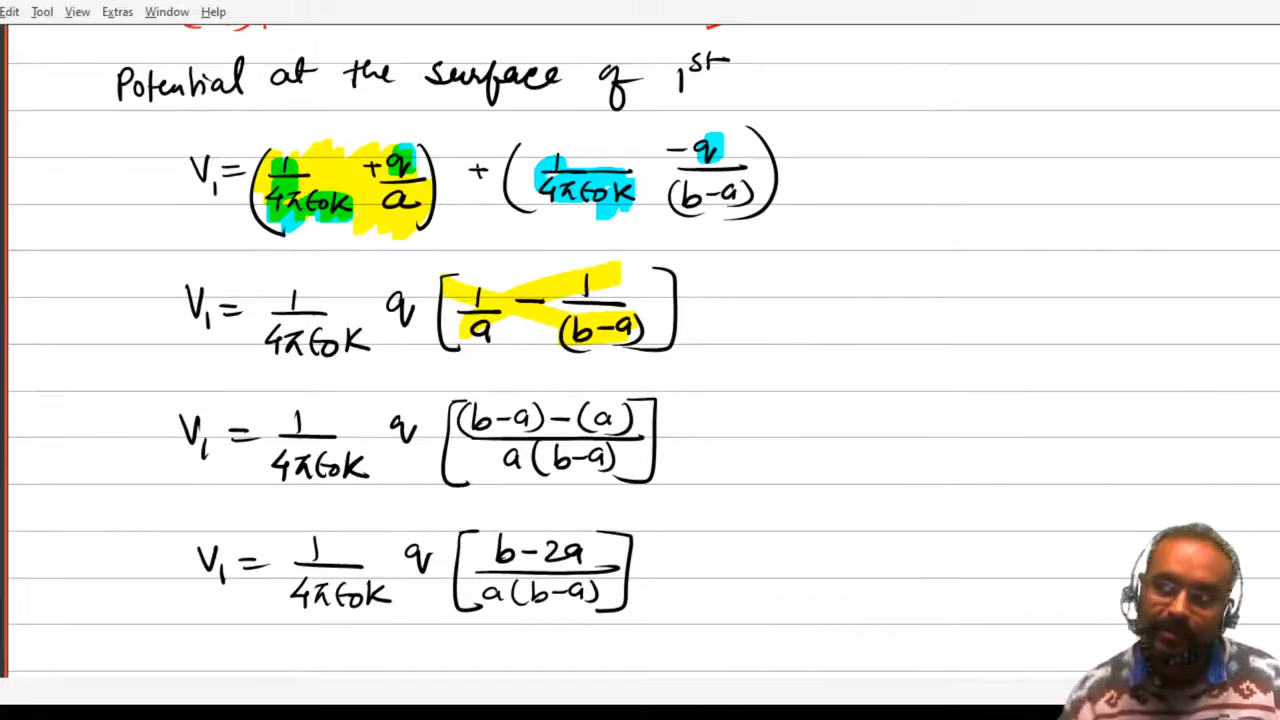 Edit Tool View Extras Window Help
Potential at the surface of 1st
V₁ = (1/4πϵ₀K +q/a) + (1/4πϵ₀K -q/(b-a))
V₁ = 1/4πϵ₀K q [1/a - 1/(b-a)]
V₁ = 1/4πϵ₀K q [(b-a)-(a)/a(b-a)]
V₁ = 1/4πϵ₀K q [b-2a/a(b-a)]